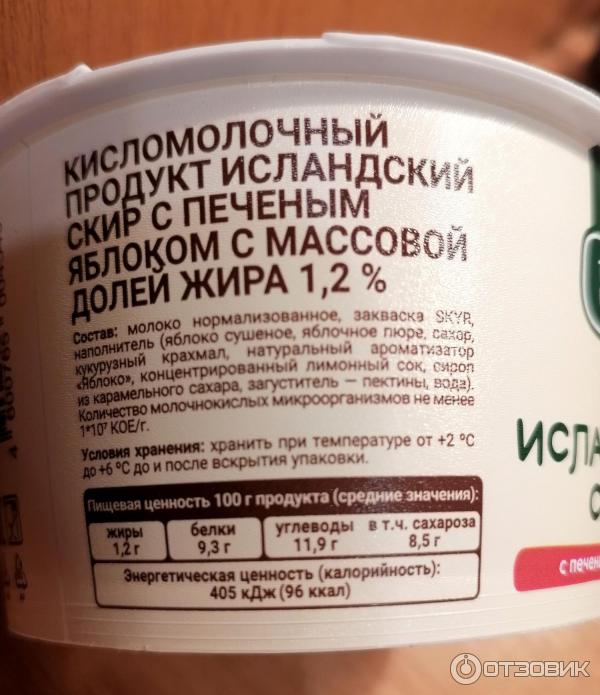 КИСЛОМОЛОЧНЫЙ
ПРОДУКТ ИСЛАНДСКИЙ
СКИР С ПЕЧЕНЫМ
ЯБЛОКОМ С МАССОВОЙ
ДОЛЕЙ ЖИРА 1,2 %
Состав: молоко нормализованное, закваска SKYR,
наполнитель (яблоко сушеное, яблочное пюре, сахар,
кукурузный крахмал, натуральный ароматизатор
«Яблоко», концентрированный лимонный сок, сироп
из карамельного сахара, загуститель — пектины, вода).
Количество молочнокислых микроорганизмов не менее
1*10⁷ КОЕ/г.
Условия хранения: хранить при температуре от +2 °С
до +6 °С до и после вскрытия упаковки.
Пищевая ценность 100 г продукта (средние значения):
жиры белки углеводы в т.ч. сахароза
1,2 г 9,3 г 11,9 г 8,5 г
Энергетическая ценность (калорийность):
405 кДж (96 ккал)
ИСЛА
С
с печен
ОТЗОВИК